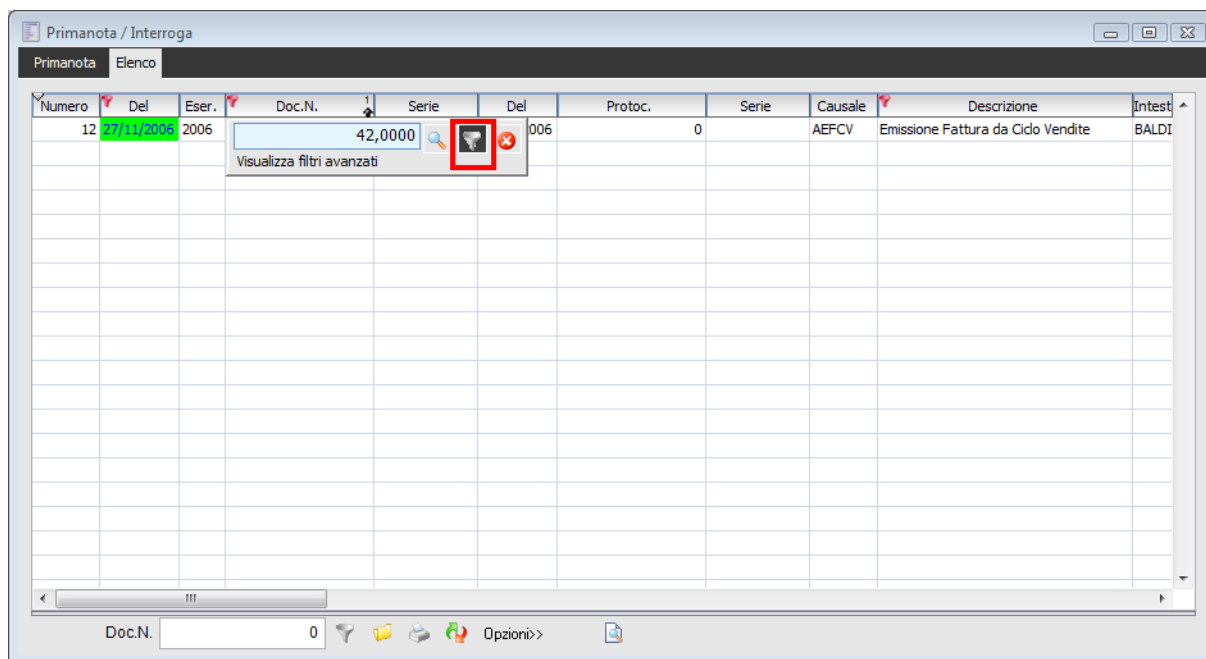 Primanota / Interroga
Primanota Elenco
Numero Del Eser. Doc.N. 1 Serie Del Protoc. Serie Causale Descrizione Intest
12 27/11/2006 2006 42,0000 006 0 AEFCV Emissione Fattura da Ciclo Vendite BALDI
Visualizza filtri avanzati
Doc.N. 0 Opzioni>>